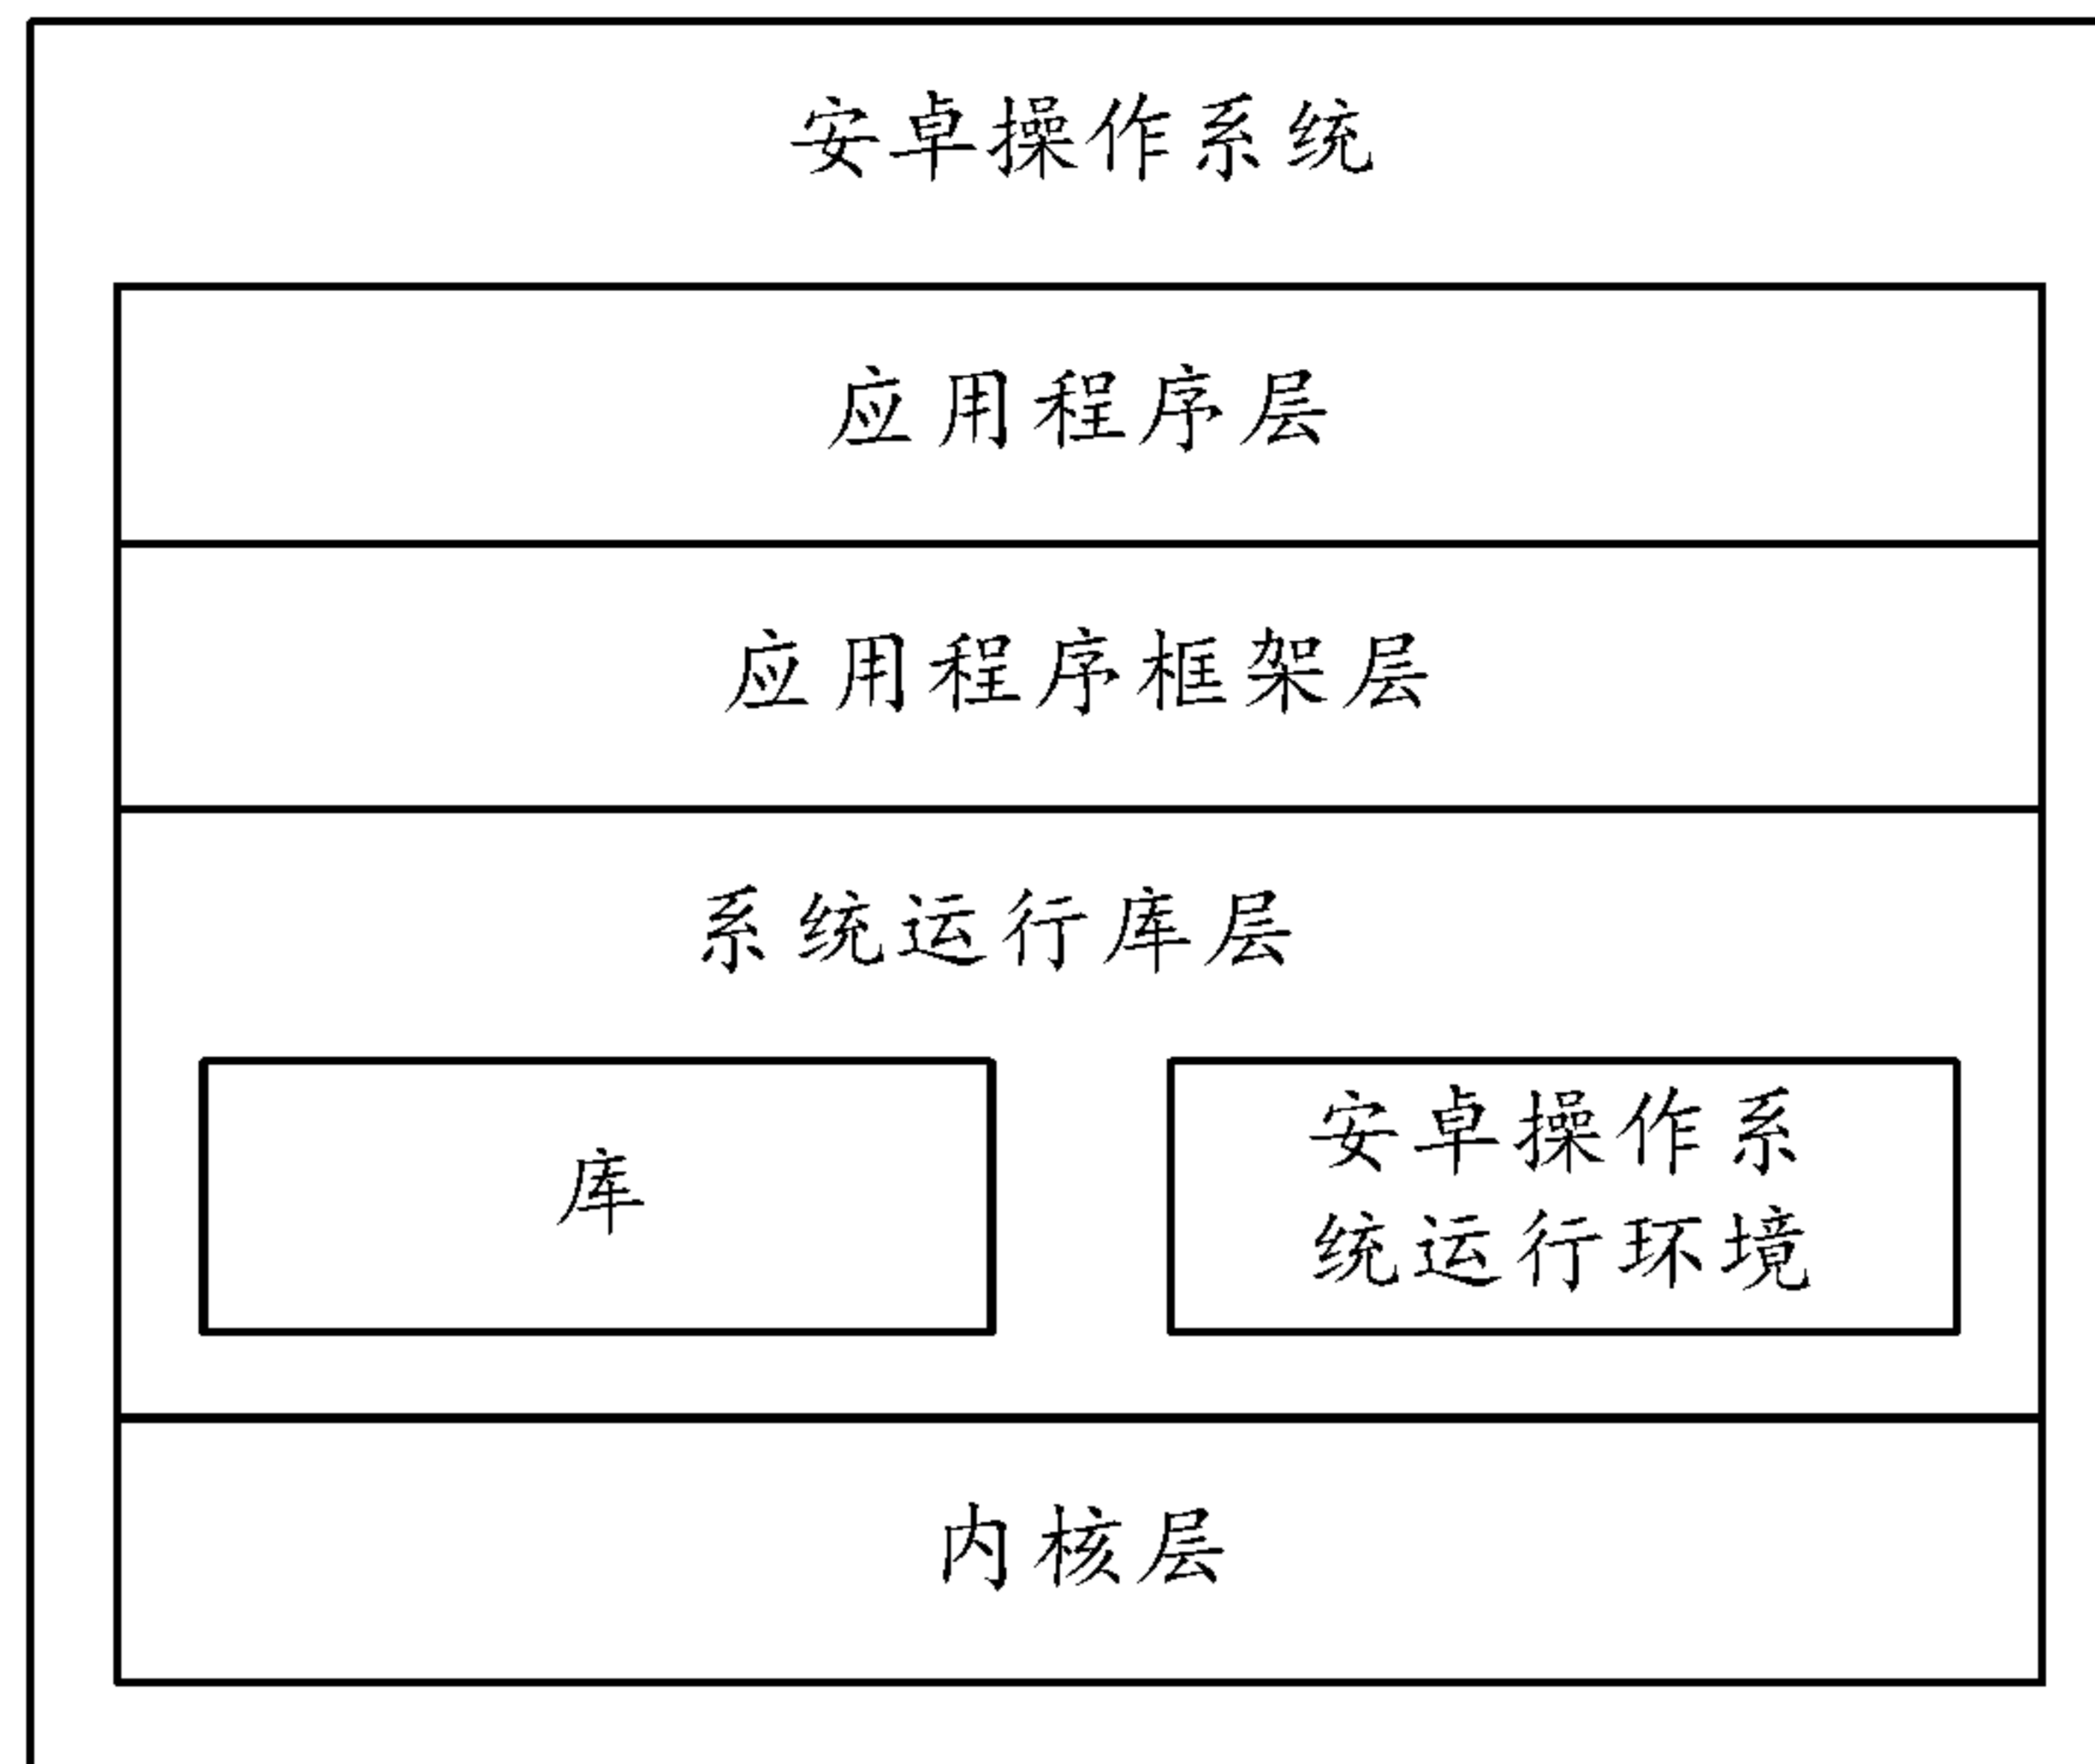 安卓操作系统
应用程序层
应用程序框架层
系统运行库层
库
安卓操作系
统运行环境
内核层